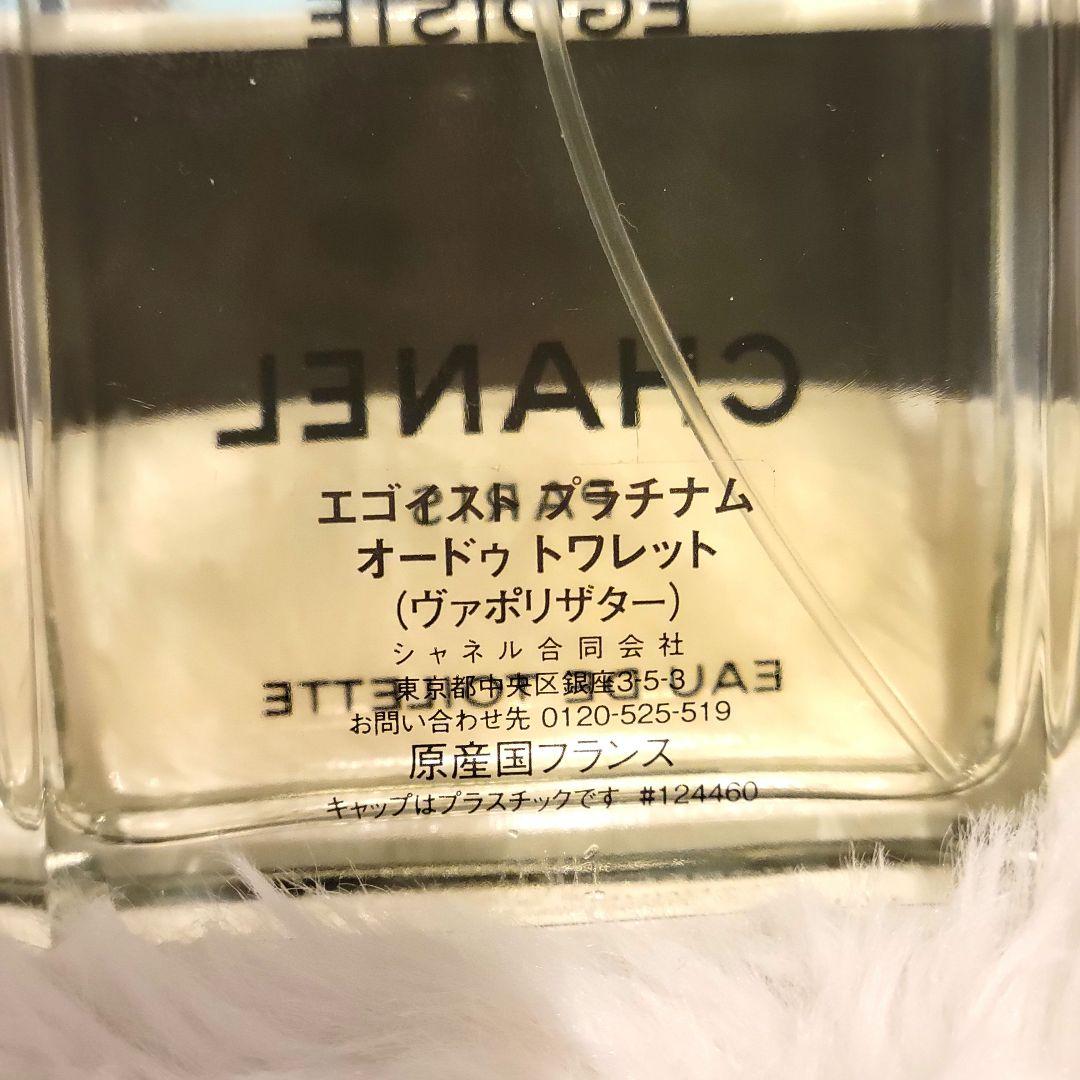 EGOISTE
CHANEL
PARIS
エゴイスト プラチナム
オードゥ トワレット
(ヴァポリザター)
シャネル合同会社
EAU DE TOILETTE
東京都中央区銀座3-5-3
お問い合わせ先 0120-525-519
原産国フランス
キャップはプラスチックです #124460